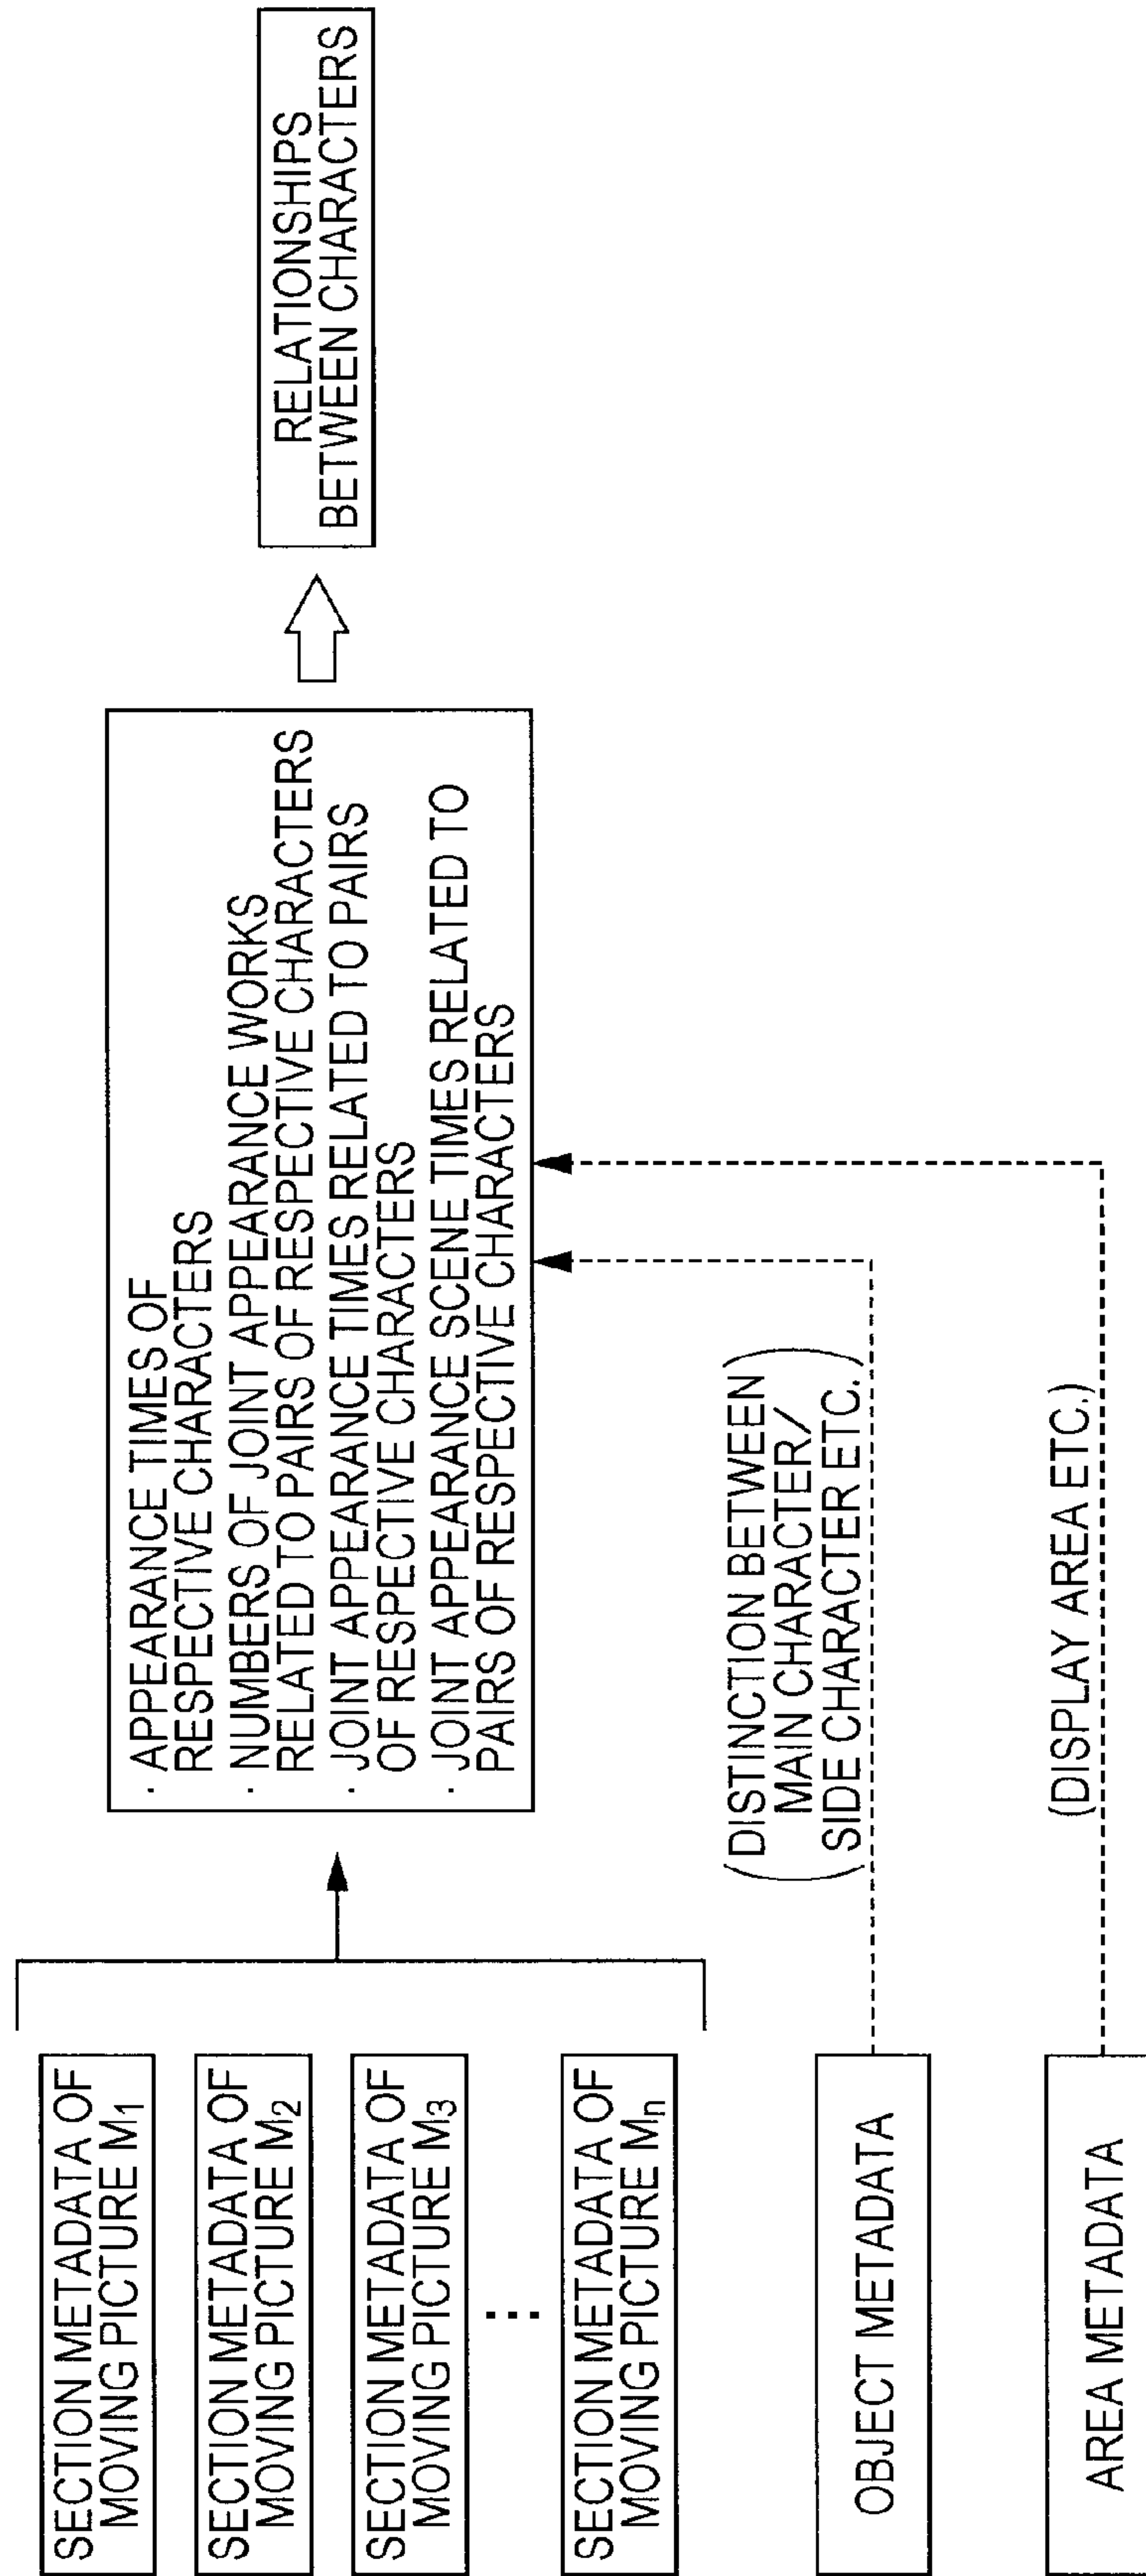 SECTION METADATA OF
MOVING PICTURE M1
SECTION METADATA OF
MOVING PICTURE M2
SECTION METADATA OF
MOVING PICTURE M3
...
SECTION METADATA OF
MOVING PICTURE Mn
OBJECT METADATA
AREA METADATA
· APPEARANCE TIMES OF
RESPECTIVE CHARACTERS
· NUMBERS OF JOINT APPEARANCE WORKS
RELATED TO PAIRS OF RESPECTIVE CHARACTERS
· JOINT APPEARANCE TIMES RELATED TO PAIRS
OF RESPECTIVE CHARACTERS
· JOINT APPEARANCE SCENE TIMES RELATED TO
PAIRS OF RESPECTIVE CHARACTERS
(DISTINCTION BETWEEN
MAIN CHARACTER/
SIDE CHARACTER ETC.)
(DISPLAY AREA ETC.)
RELATIONSHIPS
BETWEEN CHARACTERS